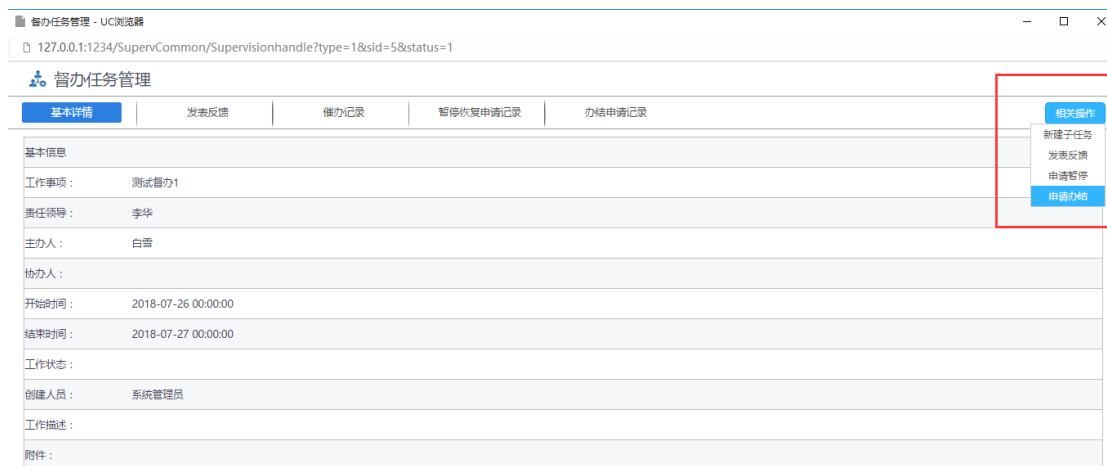 督办任务管理 - UC浏览器
127.0.0.1:1234/SupervCommon/Supervisionhandle?type=1&sid=5&status=1
督办任务管理
基本详情 发表反馈 催办记录 暂停恢复申请记录 办结申请记录 相关操作
新建子任务
发表反馈
申请暂停
申请办结
基本信息
工作事项： 测试督办1
责任领导： 李华
主办人： 白雪
协办人：
开始时间： 2018-07-26 00:00:00
结束时间： 2018-07-27 00:00:00
工作状态：
创建人员： 系统管理员
工作描述：
附件：